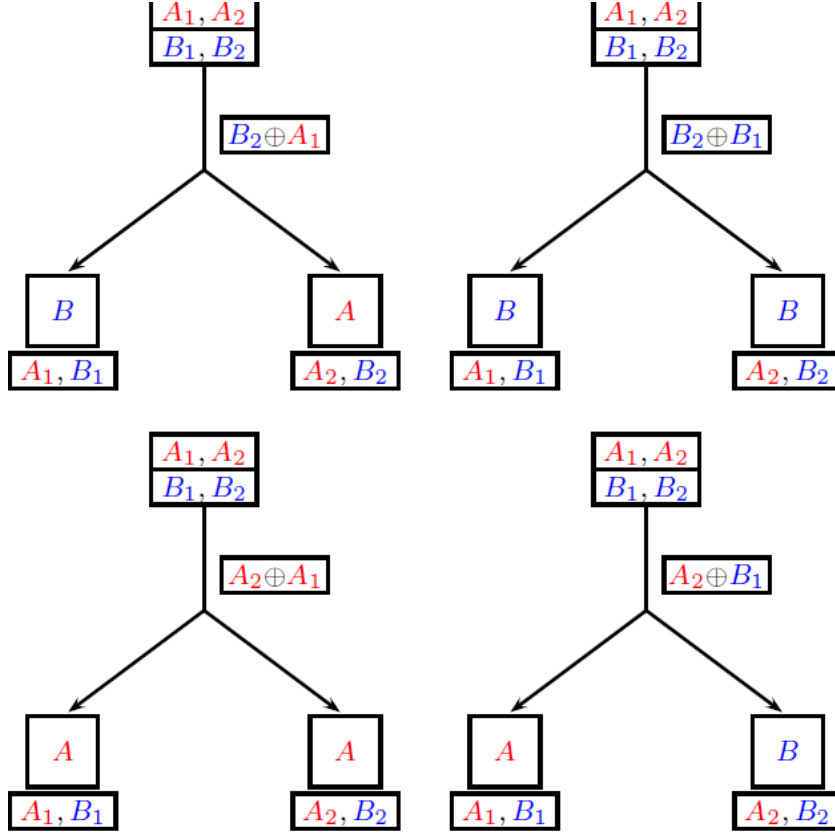 A₁, A₂ A₁, A₂
B₁, B₂ B₁, B₂
B₂⊕A₁ B₂⊕B₁
B A B B
A₁, B₁ A₂, B₂ A₁, B₁ A₂, B₂
A₁, A₂ A₁, A₂
B₁, B₂ B₁, B₂
A₂⊕A₁ A₂⊕B₁
A A A B
A₁, B₁ A₂, B₂ A₁, B₁ A₂, B₂